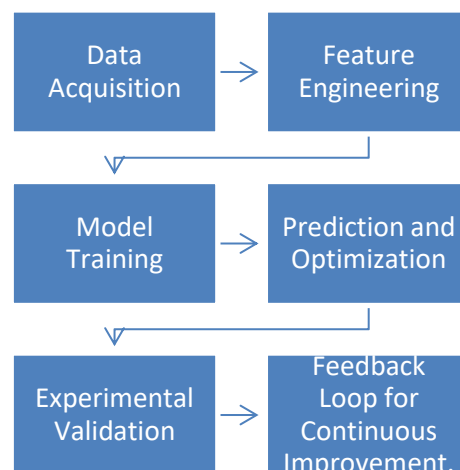 Data
Acquisition
Feature
Engineering
Model
Training
Prediction and
Optimization
Experimental
Validation
Feedback
Loop for
Continuous
Improvement.